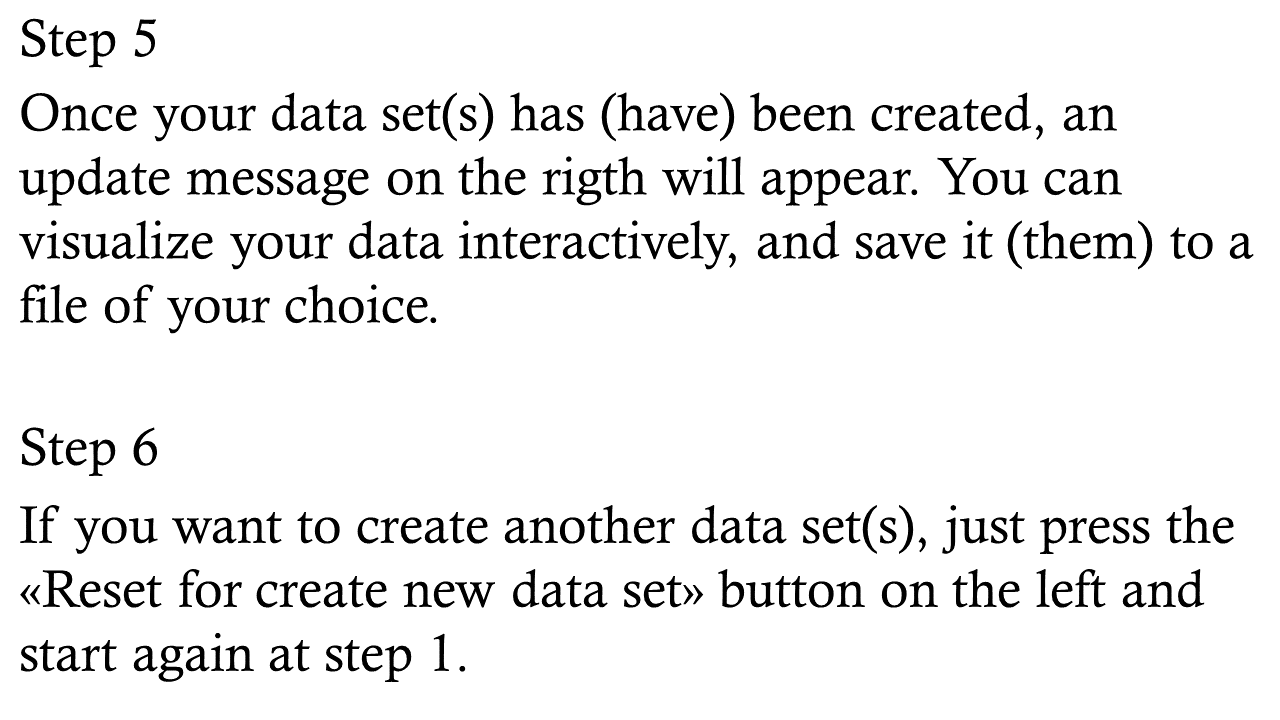 Step 5
Once your data set(s) has (have) been created, an
update message on the rigth will appear. You can
visualize your data interactively, and save it (them) to a
file of your choice.
Step 6
If you want to create another data set(s), just press the
«Reset for create new data set» button on the left and
start again at step 1.